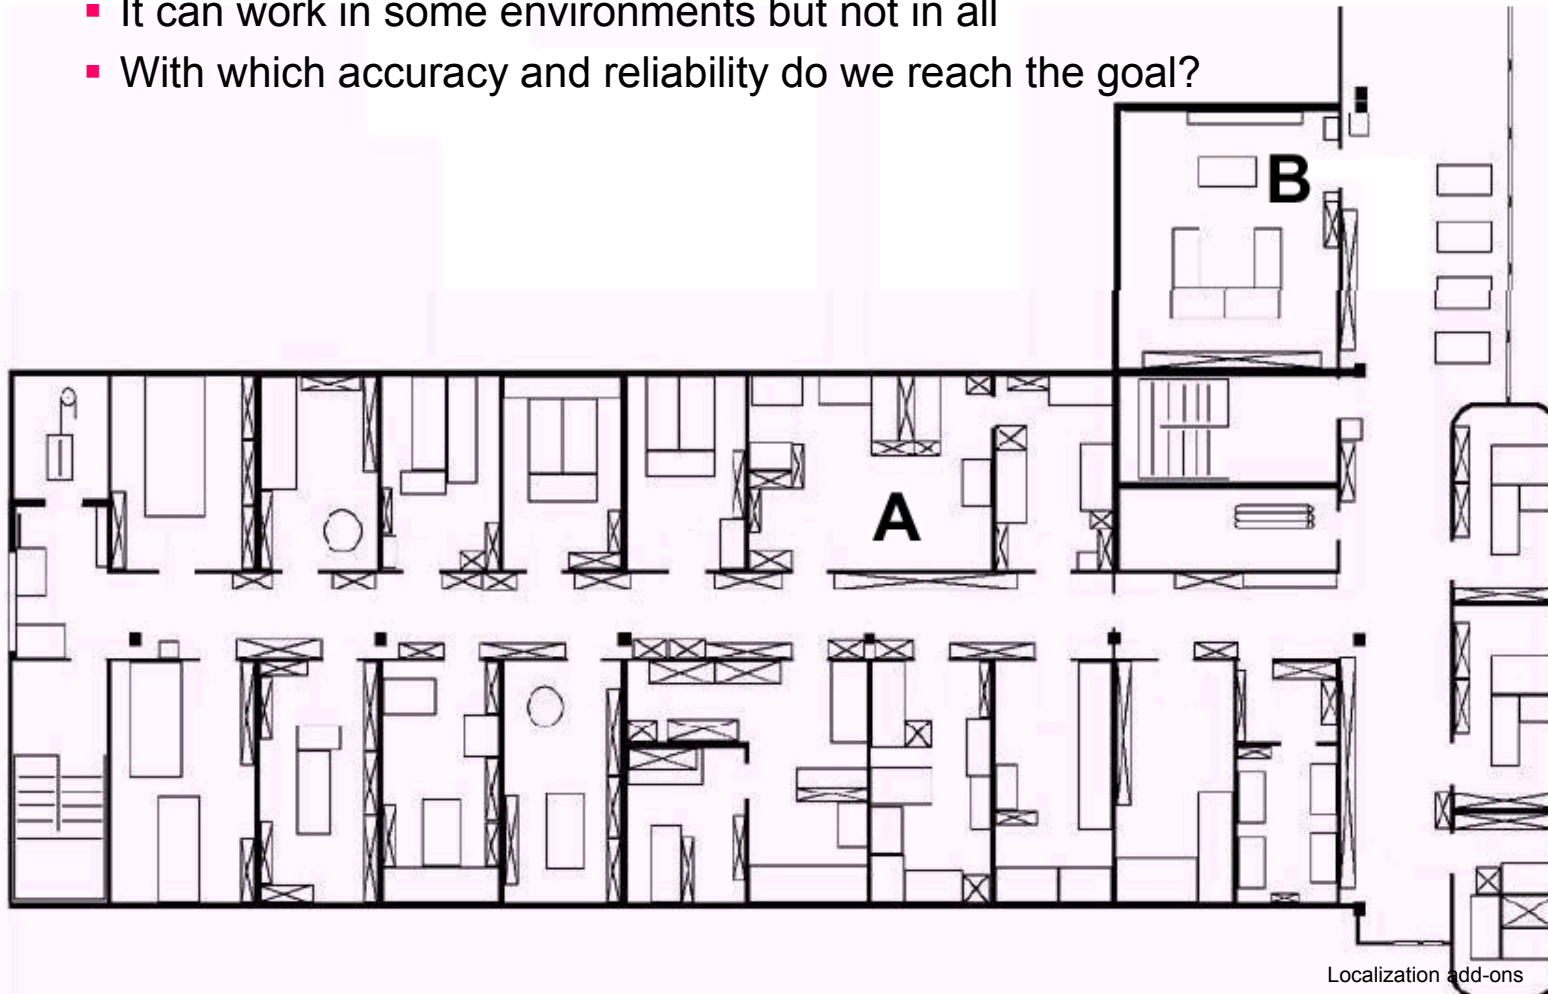 ▪ It can work in some environments but not in all
▪ With which accuracy and reliability do we reach the goal?
B
A
Localization add-ons